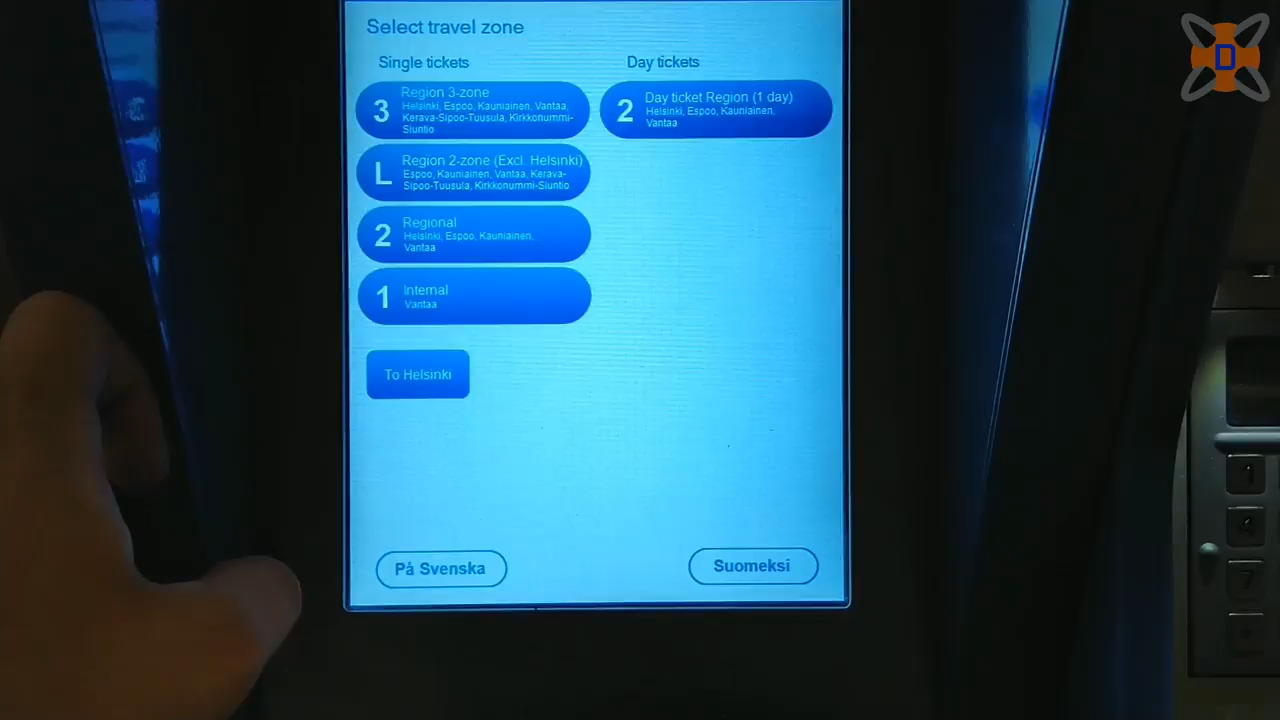 Select travel zone
Single tickets
Day tickets
3
Region 3-zone
Helsinki, Espoo, Kauniainen, Vantaa,
Kerava-Sipoo-Tuusula, Kirkkonummi-
Siuntio
2
Day ticket Region (1 day)
Helsinki, Espoo, Kauniainen,
Vantaa
L
Region 2-zone (Excl. Helsinki)
Espoo, Kauniainen, Vantaa, Kerava-
Sipoo-Tuusula, Kirkkonummi-Siuntio
2
Regional
Helsinki, Espoo, Kauniainen,
Vantaa
1
Internal
Vantaa
To Helsinki
På Svenska
Suomeksi
D
1
4
7